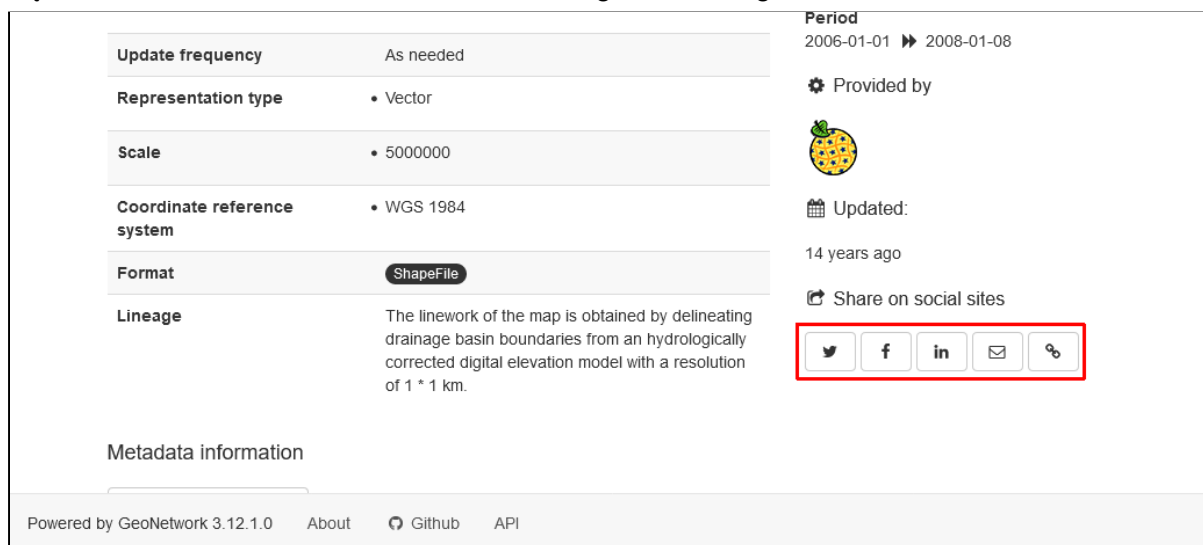 Update frequency As needed
Representation type • Vector
Scale • 5000000
Coordinate reference • WGS 1984
system
Format ShapeFile
Lineage The linework of the map is obtained by delineating
drainage basin boundaries from an hydrologically
corrected digital elevation model with a resolution
of 1 * 1 km.
Metadata information
Period
2006-01-01 2008-01-08
Provided by
Updated:
14 years ago
Share on social sites
f
in
Powered by GeoNetwork 3.12.1.0 About Github API